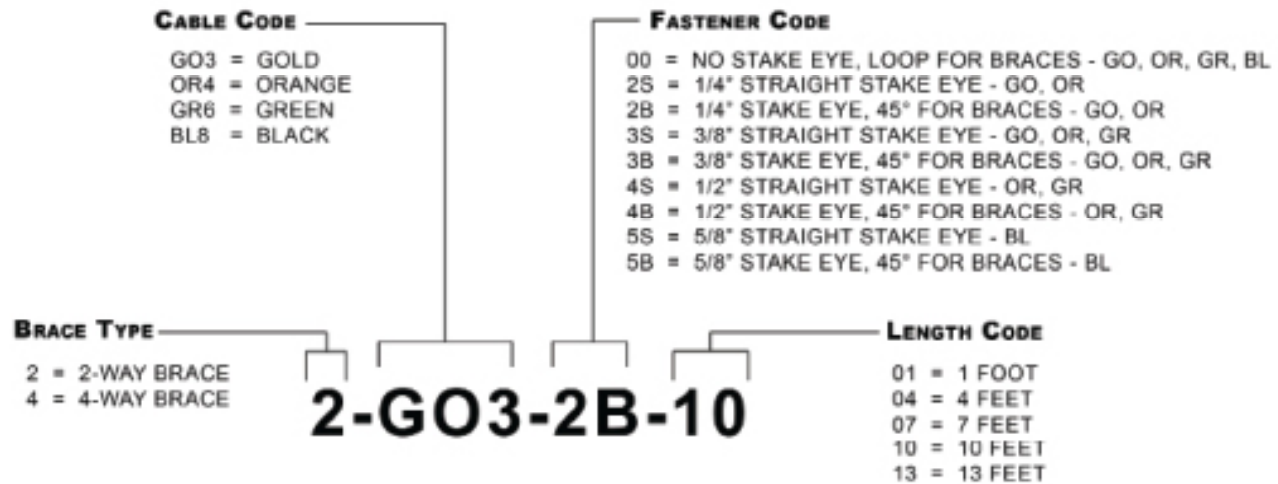 CABLE CODE
GO3 = GOLD
OR4 = ORANGE
GR6 = GREEN
BL8 = BLACK
FASTENER CODE
00 = NO STAKE EYE, LOOP FOR BRACES - GO, OR, GR, BL
2S = 1/4" STRAIGHT STAKE EYE - GO, OR
2B = 1/4" STAKE EYE, 45° FOR BRACES - GO, OR
3S = 3/8" STRAIGHT STAKE EYE - GO, OR, GR
3B = 3/8" STAKE EYE, 45° FOR BRACES - GO, OR, GR
4S = 1/2" STRAIGHT STAKE EYE - OR, GR
4B = 1/2" STAKE EYE, 45° FOR BRACES - OR, GR
5S = 5/8" STRAIGHT STAKE EYE - BL
5B = 5/8" STAKE EYE, 45° FOR BRACES - BL
BRACE TYPE
2 = 2-WAY BRACE
4 = 4-WAY BRACE
2-GO3-2B-10
LENGTH CODE
01 = 1 FOOT
04 = 4 FEET
07 = 7 FEET
10 = 10 FEET
13 = 13 FEET